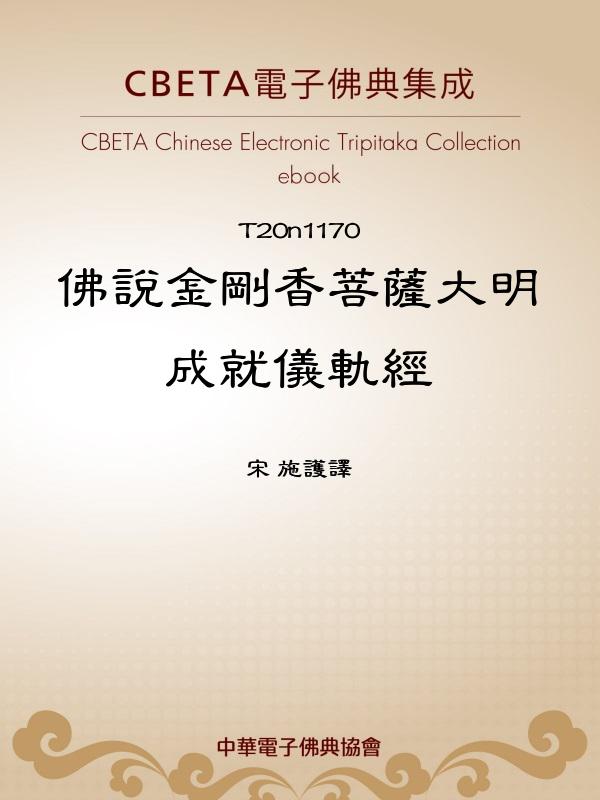 CBETA電子佛典集成
CBETA Chinese Electronic Tripitaka Collection
ebook
T20n1170
佛說金剛香菩薩大明
成就儀軌經
宋 施護譯
中華電子佛典協會